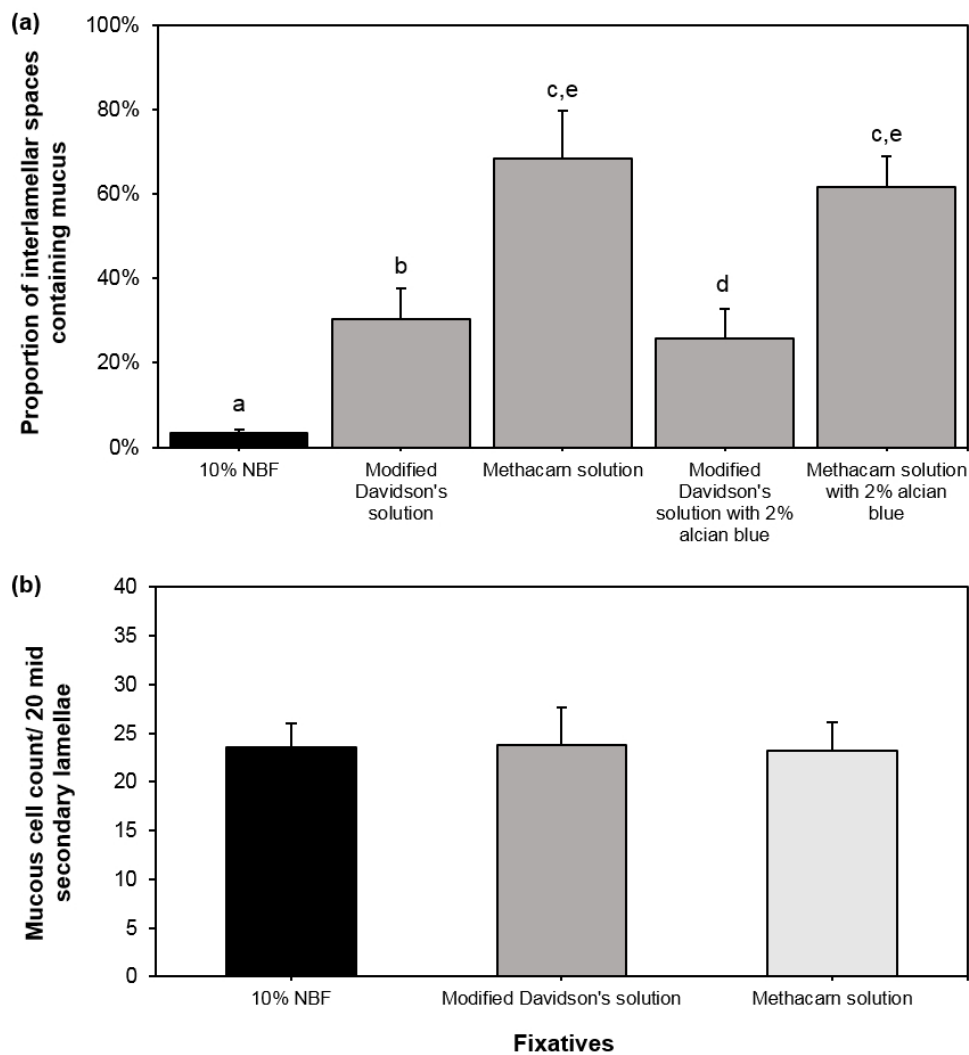 (a)
Proportion of interlamellar spaces
containing mucus
100%
80%
60%
40%
20%
0%
a
b
c,e
d
c,e
10% NBF
Modified
Davidson's
solution
Methacarn solution
Modified
Davidson's
solution with 2%
alcian blue
Methacarn solution
with 2% alcian
blue
(b)
Mucous cell count/ 20 mid
secondary lamellae
40
35
30
25
20
15
10
5
0
10% NBF
Modified Davidson's solution
Methacarn solution
Fixatives